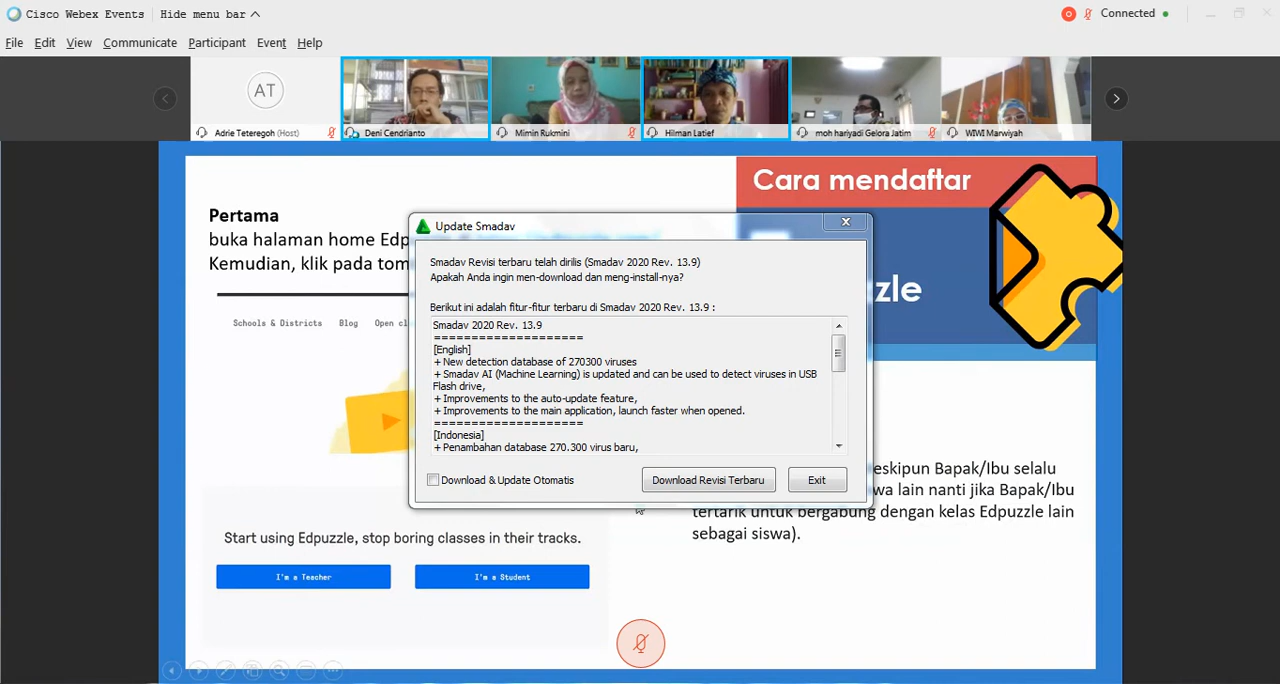 Cisco Webex Events
Hide menu bar
Connected
File Edit View Communicate Participant Event Help
AT
Adrie Teteregoh (Host)
Deni Cendrianto
Mimin Rukmini
Hilman Latief
moh hariyadi Gelora Jatim
WIWI Marwiyah
Cara mendaftar
zle
Pertama
buka halaman home Edp
Kemudian, klik pada tom
Schools & Districts Blog Open cl
Update Smadav
Smadav Revisi terbaru telah dirilis (Smadav 2020 Rev. 13.9)
Apakah Anda ingin men-download dan meng-install-nya?
Berikut ini adalah fitur-fitur terbaru di Smadav 2020 Rev. 13.9 :
Smadav 2020 Rev. 13.9
====================
[English]
+ New detection database of 270300 viruses
+ Smadav AI (Machine Learning) is updated and can be used to detect viruses in USB
Flash drive,
+ Improvements to the auto-update feature,
+ Improvements to the main application, launch faster when opened.
====================
[Indonesia]
+ Penambahan database 270.300 virus baru,
Download & Update Otomatis
Download Revisi Terbaru
Exit
eskipun Bapak/Ibu selalu
wa lain nanti jika Bapak/Ibu
tertarik untuk bergabung dengan kelas Edpuzzle lain
sebagai siswa).
Start using Edpuzzle, stop boring classes in their tracks.
I'm a Teacher
I'm a Student